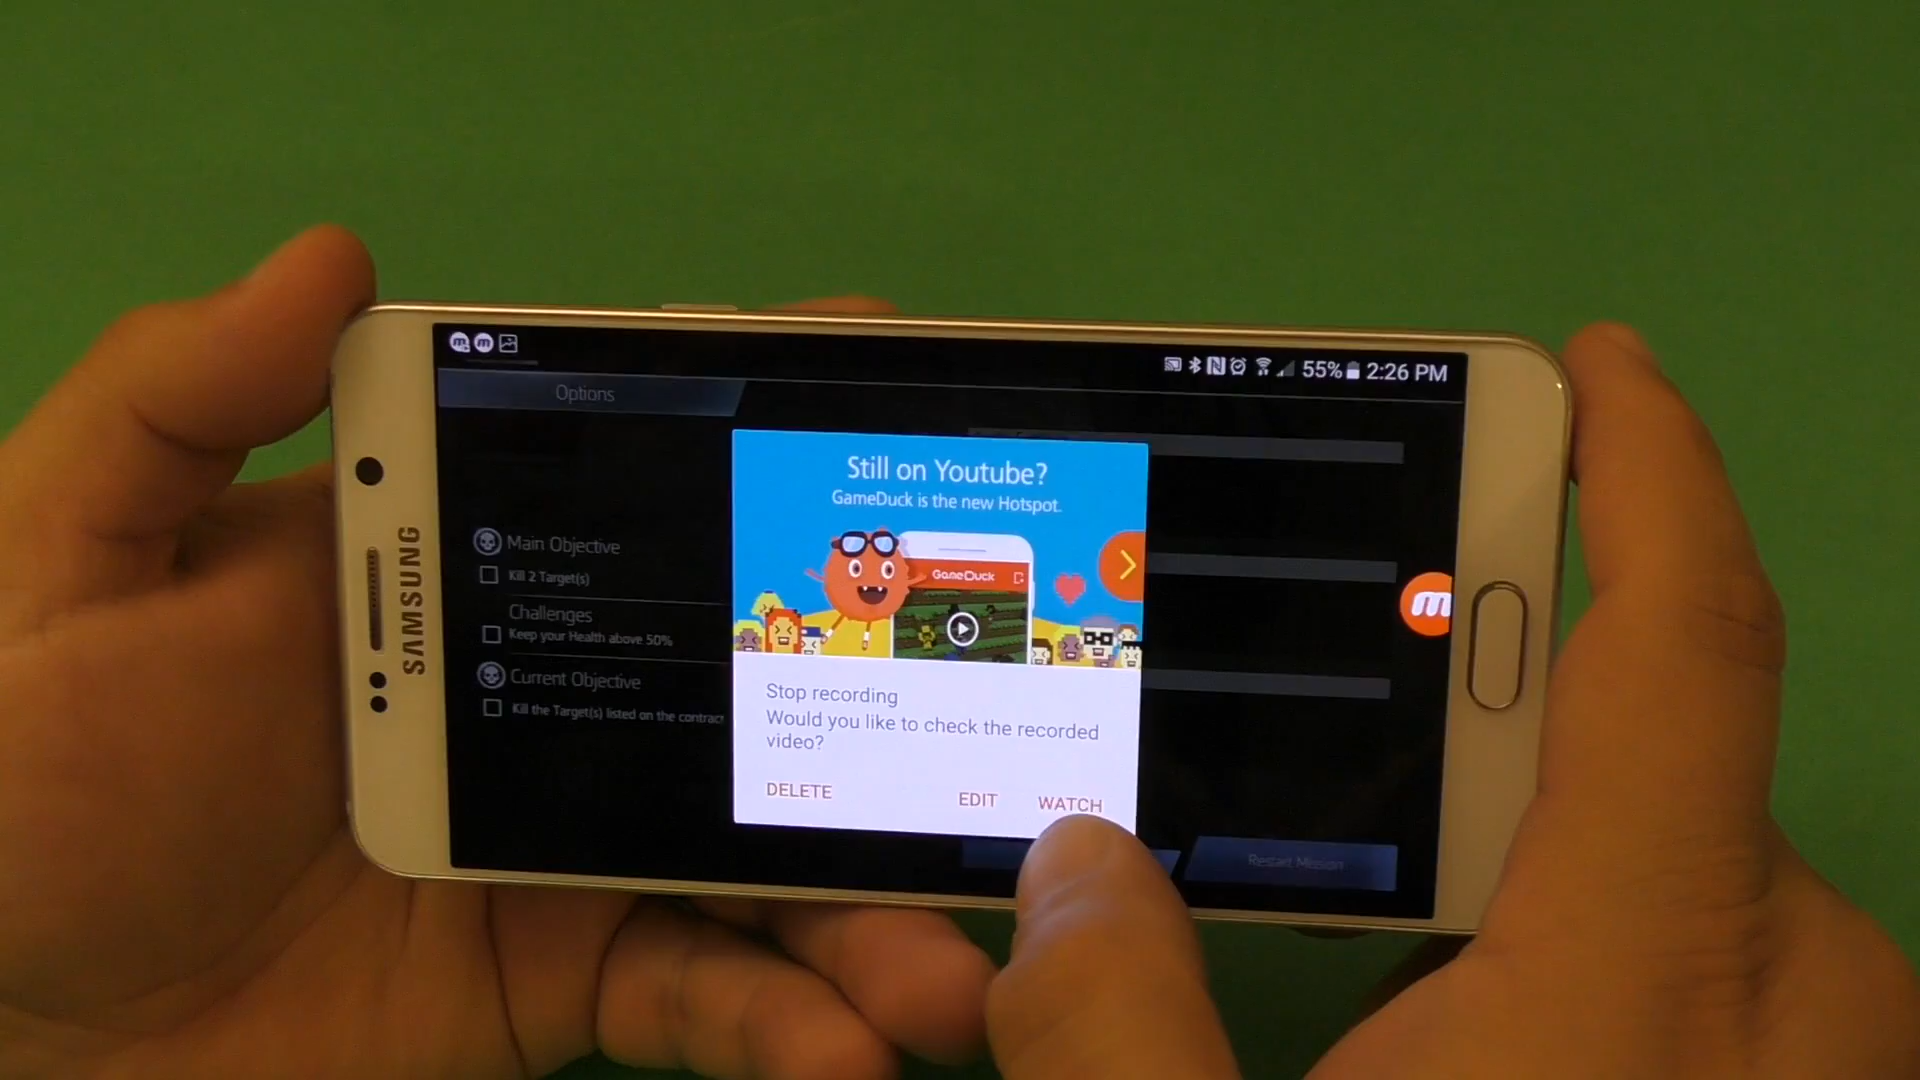 55% 2:26 PM
Options
Still on Youtube?
GameDuck is the new Hotspot.
GameDuck
Main Objective
Kill 2 Target(s)
Challenges
Keep your Health above 50%
Current Objective
Kill the Target(s) listed on the contract
Stop recording
Would you like to check the recorded
video?
DELETE
EDIT
WATCH
Restart Mission
SAMSUNG
m